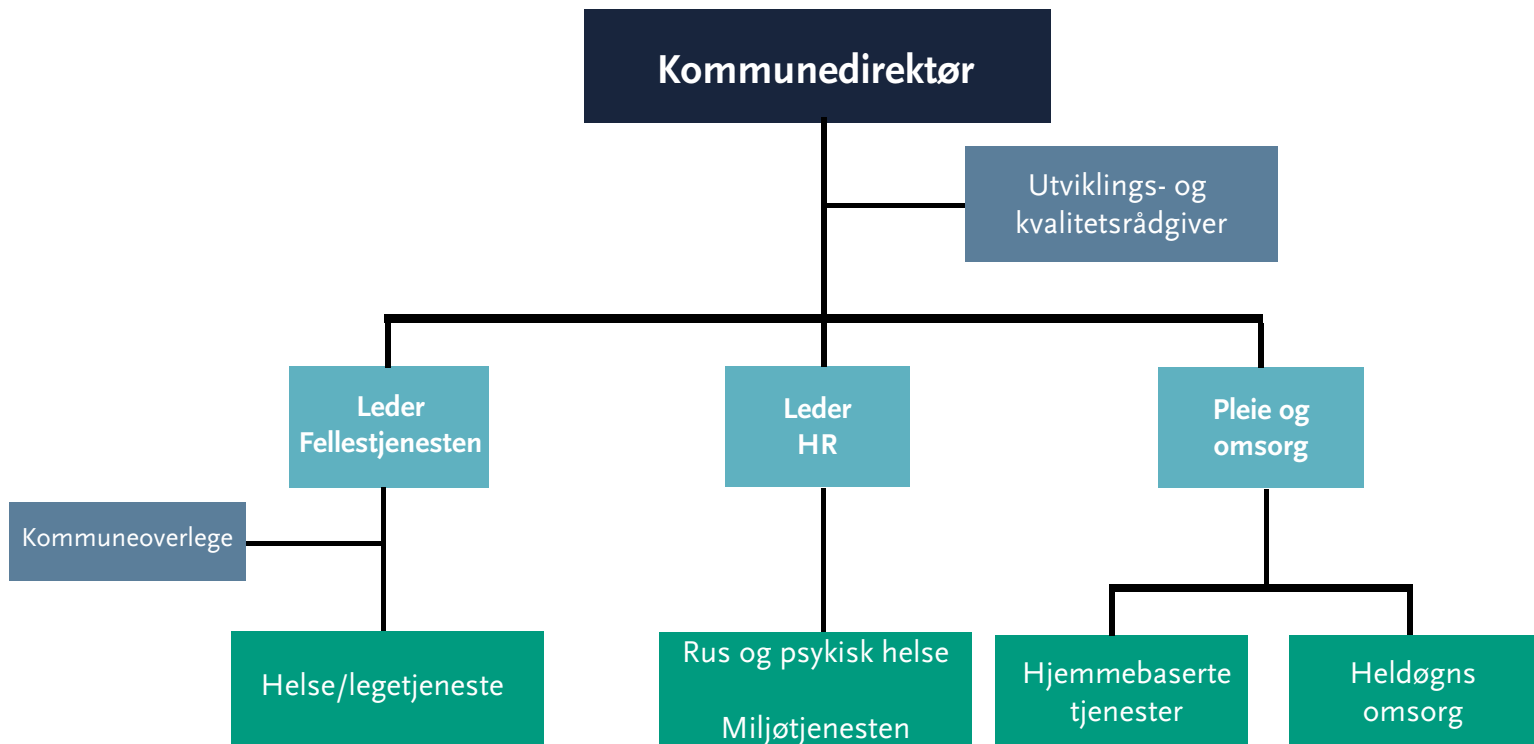 Kommunedirektør
Utviklings- og
kvalitetsrådgiver
Leder
Fellestjenesten
Leder
HR
Pleie og
omsorg
Kommuneoverlege
Helse/legetjeneste
Rus og psykisk helse
Miljøtjenesten
Hjemmebaserte
tjenester
Heldøgns
omsorg